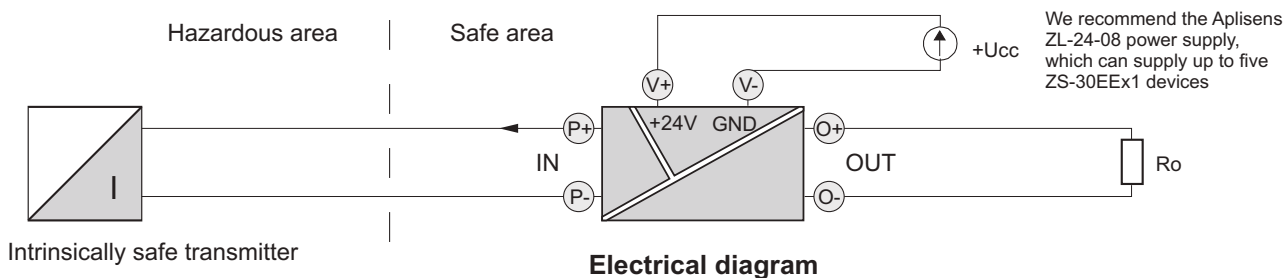 Hazardous area
Safe area
We recommend the Aplisens
ZL-24-08 power supply,
which can supply up to five
ZS-30EEx1 devices
+Ucc
V+
V-
P+
+24V
GND
O+
IN
OUT
Ro
I
P-
O-
Intrinsically safe transmitter
Electrical diagram